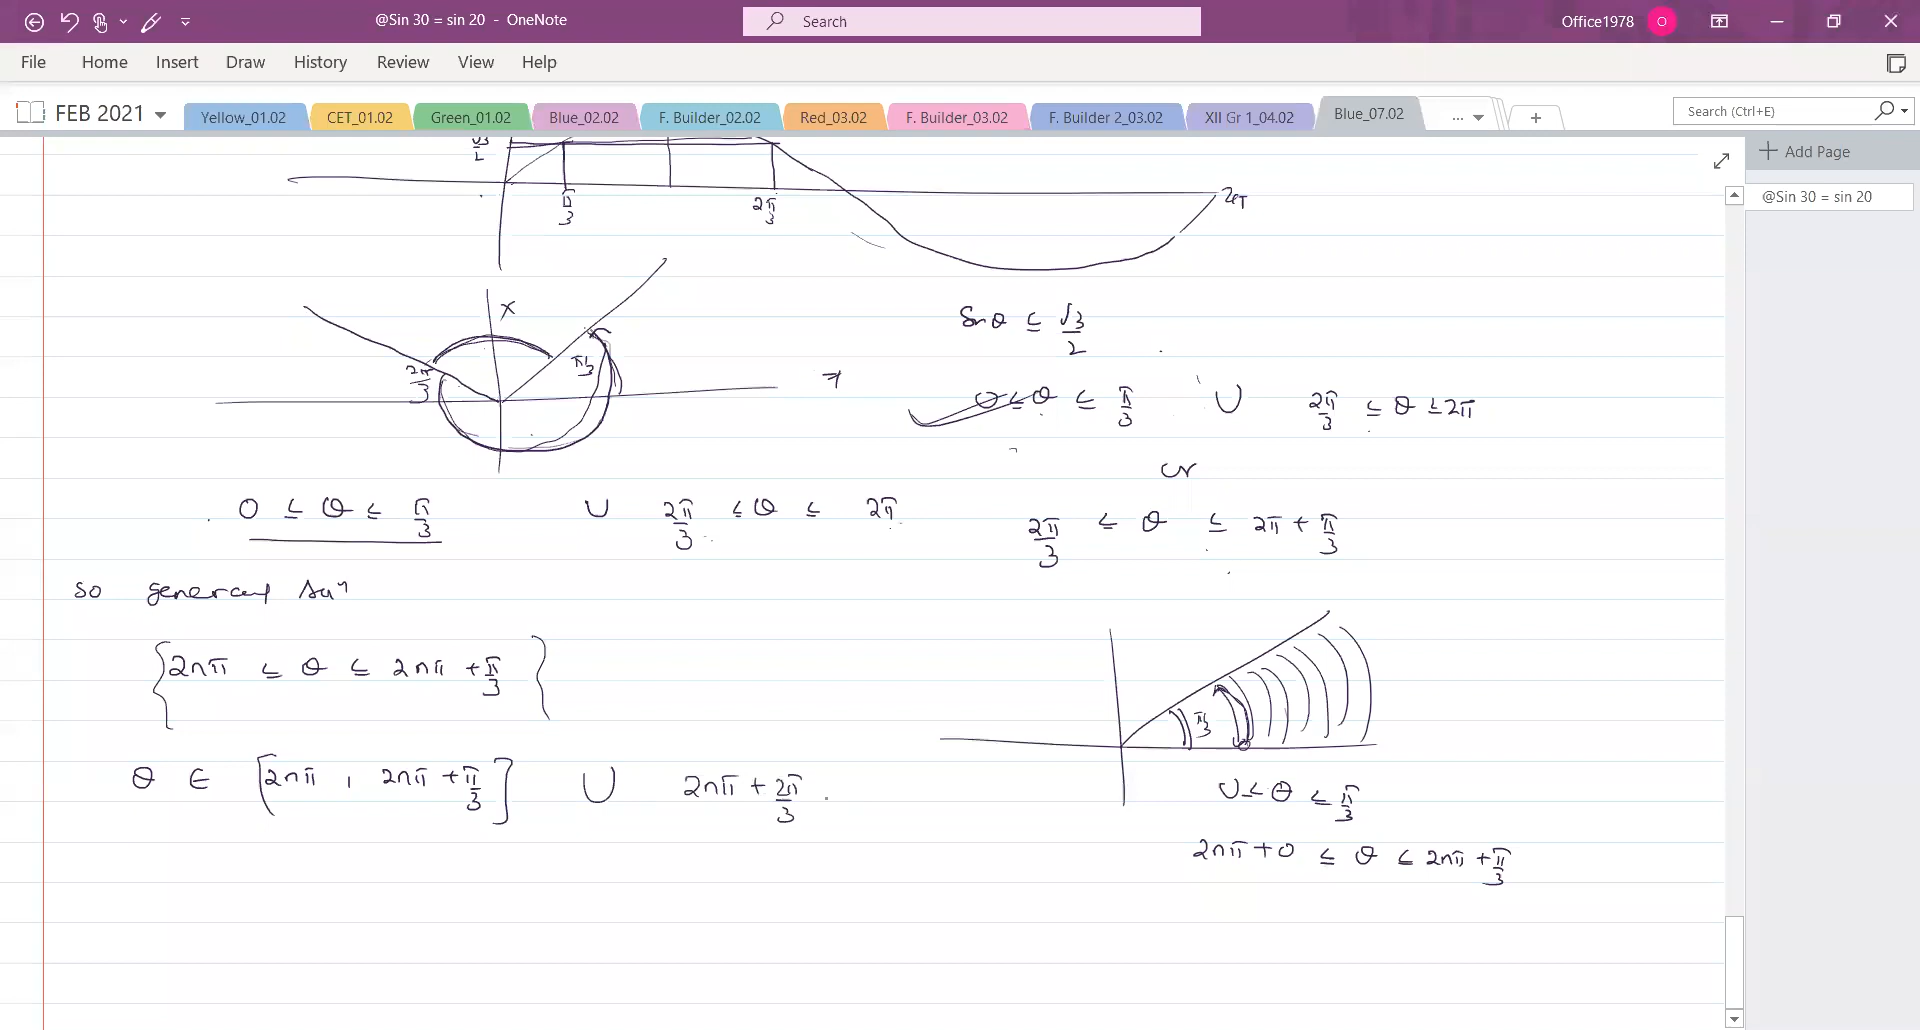 @Sin 30 = sin 20 - OneNote
Search
Office1978
O
File Home Insert Draw History Review View Help
FEB 2021
Yellow_01.02 CET_01.02 Green_01.02 Blue_02.02 F. Builder_02.02 Red_03.02 F. Builder_03.02 F. Builder 2_03.02 XII Gr 1_04.02 Blue_07.02 ...
Search (Ctrl+E)
Add Page
@Sin 30 = sin 20
√3/2
π/3 2π/3 2π
x
2π/3 π/3
Sinθ ≤ √3/2
0 ≤ θ ≤ π/3 ∪ 2π/3 ≤ θ ≤ 2π
or
0 ≤ θ ≤ π/3 ∪ 2π/3 ≤ θ ≤ 2π
2π/3 ≤ θ ≤ 2π + π/3
So general
{2nπ ≤ θ ≤ 2nπ + π/3}
π/3
θ ∈ [2nπ , 2nπ + π/3] ∪ 2nπ + 2π/3
0 ≤ θ ≤ π/3
2nπ + 0 ≤ θ ≤ 2nπ + π/3